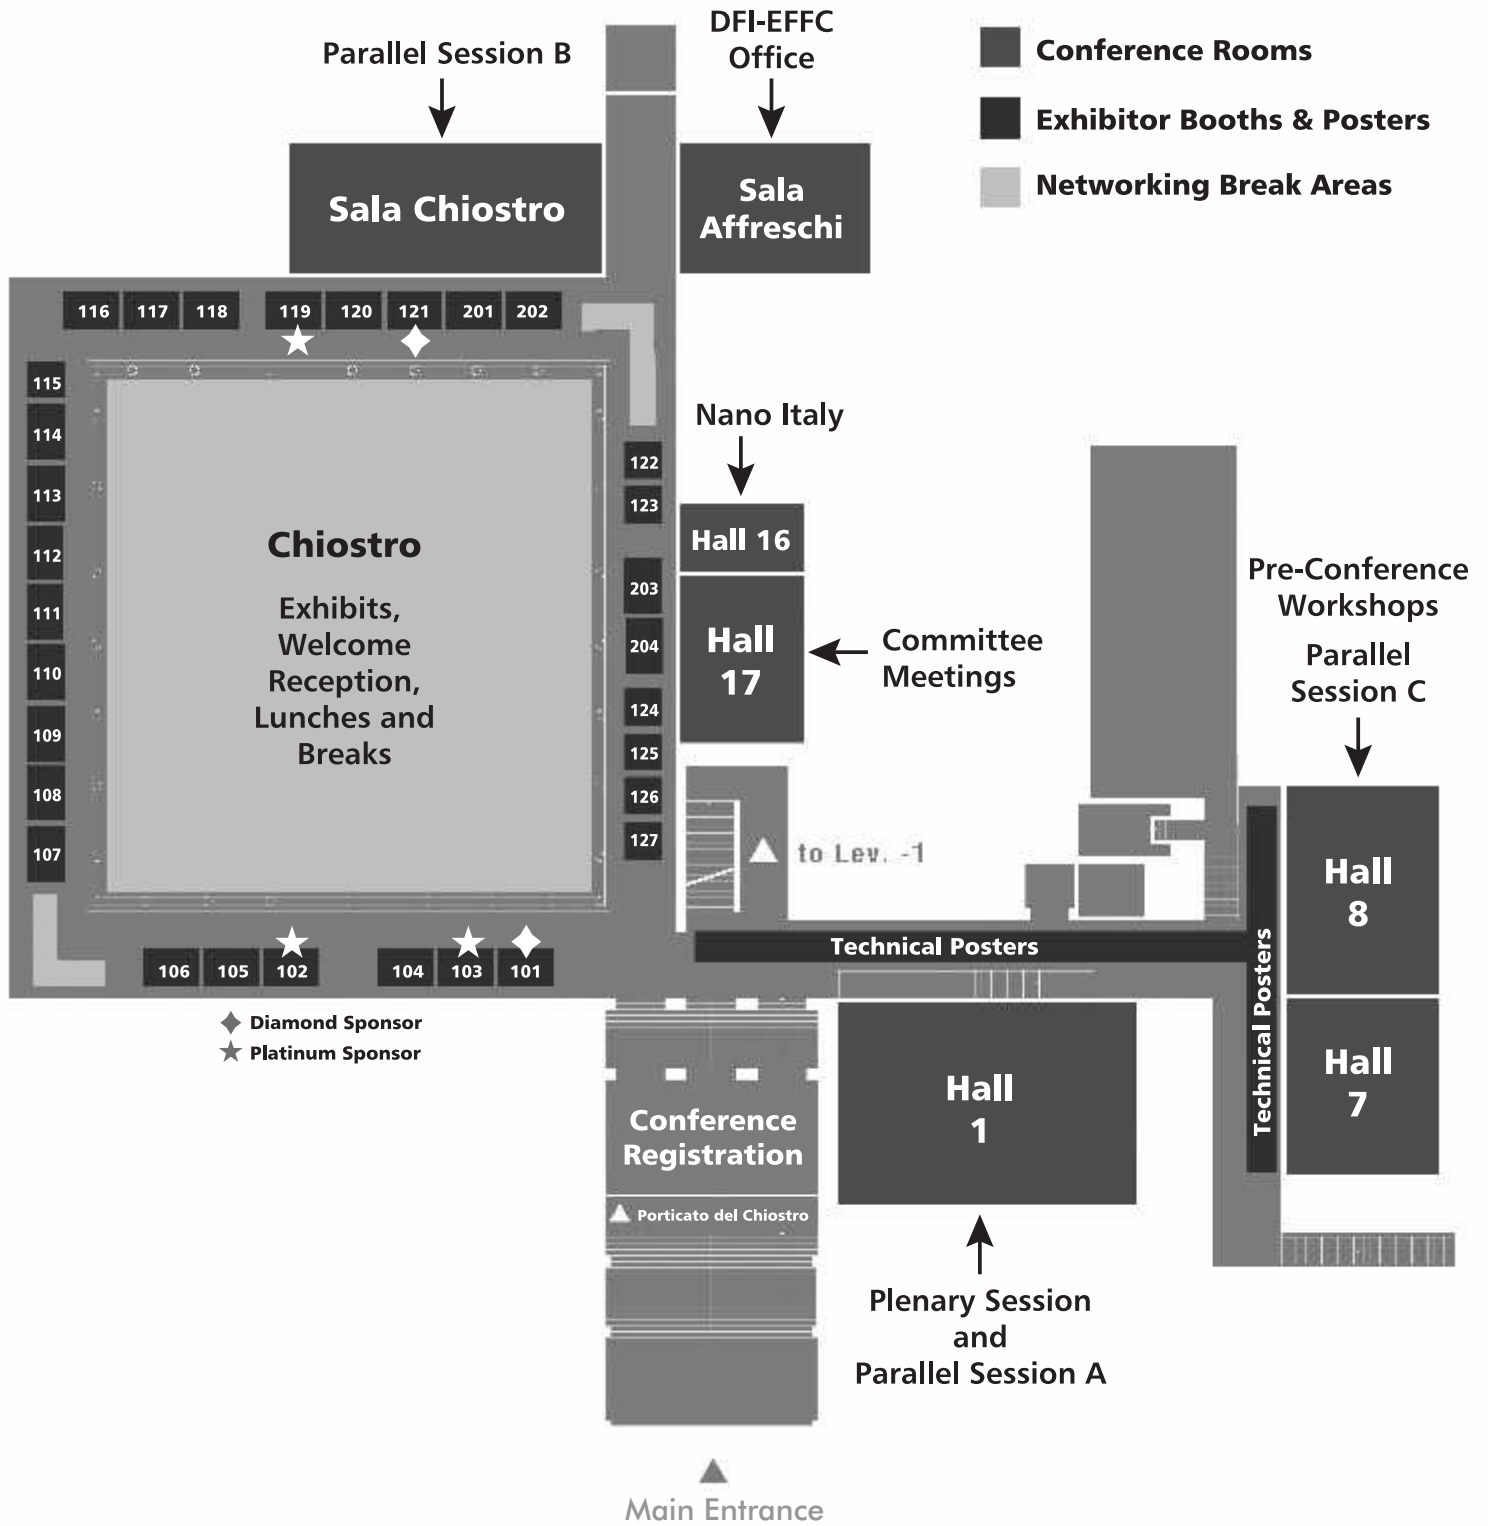 DFI-EFFC
Office
Parallel Session B
Conference Rooms
Exhibitor Booths & Posters
Networking Break Areas
Sala Chiostro
Sala
Affreschi
116 117 118 119 120 121 201 202
115
114
113
112
111
110
109
108
107
Chiostro
Exhibits,
Welcome
Reception,
Lunches and
Breaks
122
123
203
204
124
125
126
127
Nano Italy
Hall 16
Hall
17
Committee
Meetings
Pre-Conference
Workshops
Parallel
Session C
to Lev. -1
Hall
8
Hall
7
Technical Posters
Technical Posters
106 105 102 104 103 101
Diamond Sponsor
Platinum Sponsor
Conference
Registration
Porticato del Chiostro
Hall
1
Plenary Session
and
Parallel Session A
Main Entrance